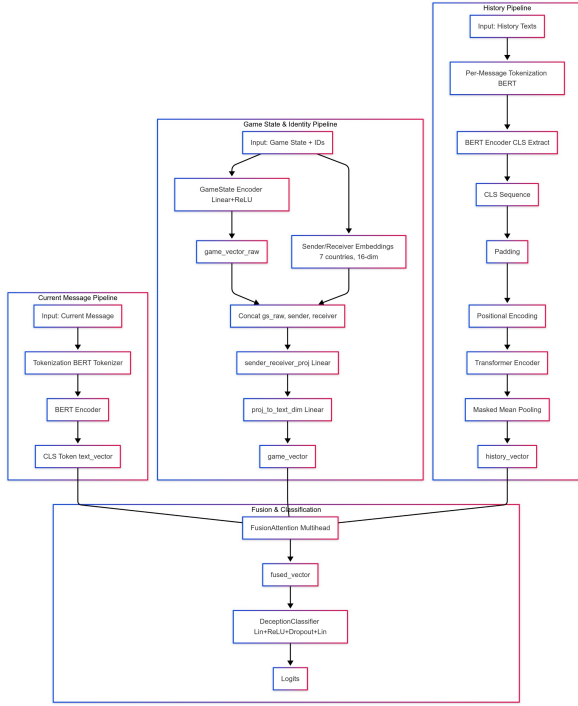 History Pipeline
Input: History Texts
Per-Message Tokenization
BERT
BERT Encoder CLS Extract
CLS Sequence
Padding
Positional Encoding
Transformer Encoder
Masked Mean Pooling
history_vector
Game State & Identity Pipeline
Input: Game State + IDs
GameState Encoder
Linear+ReLU
game_vector_raw
Sender/Receiver Embeddings
7 countries, 16-dim
Concat gs_raw, sender, receiver
sender_receiver_proj Linear
proj_to_text_dim Linear
game_vector
Current Message Pipeline
Input: Current Message
Tokenization BERT Tokenizer
BERT Encoder
CLS Token text_vector
Fusion & Classification
FusionAttention Multihead
fused_vector
DeceptionClassifier
Lin+ReLU+Dropout+Lin
Logits